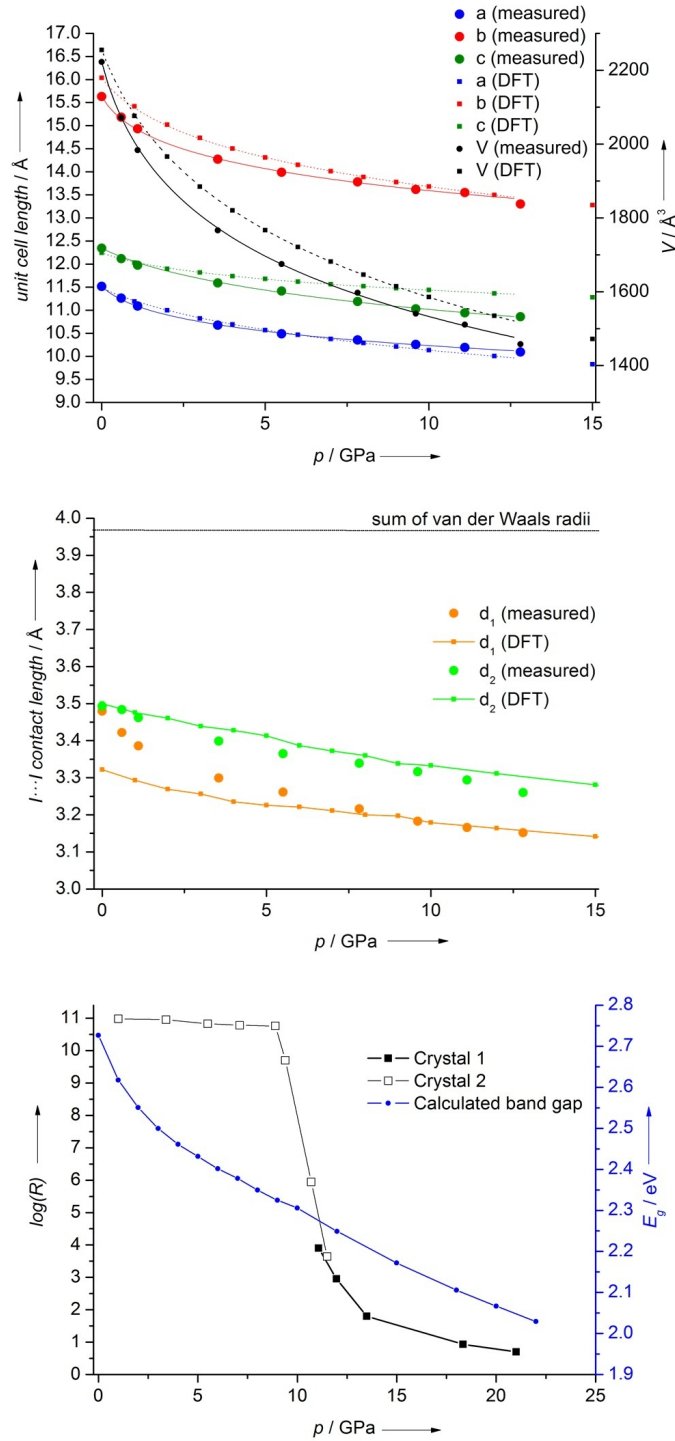 a (measured)
b (measured)
c (measured)
a (DFT)
b (DFT)
c (DFT)
V (measured)
V (DFT)
17.0
16.5
16.0
15.5
15.0
14.5
14.0
13.5
13.0
12.5
12.0
11.5
11.0
10.5
10.0
9.5
9.0
unit cell length / Å
2200
2000
1800
1600
1400
V / Å³
0 5 10 15
p / GPa
sum of van der Waals radii
4.0
3.9
3.8
3.7
3.6
3.5
3.4
3.3
3.2
3.1
3.0
I···I contact length / Å
d₁ (measured)
d₁ (DFT)
d₂ (measured)
d₂ (DFT)
0 5 10 15
p / GPa
11
10
9
8
7
6
5
4
3
2
1
0
log(R)
Crystal 1
Crystal 2
Calculated band gap
2.8
2.7
2.6
2.5
2.4
2.3
2.2
2.1
2.0
1.9
E_g / eV
0 5 10 15 20 25
p / GPa